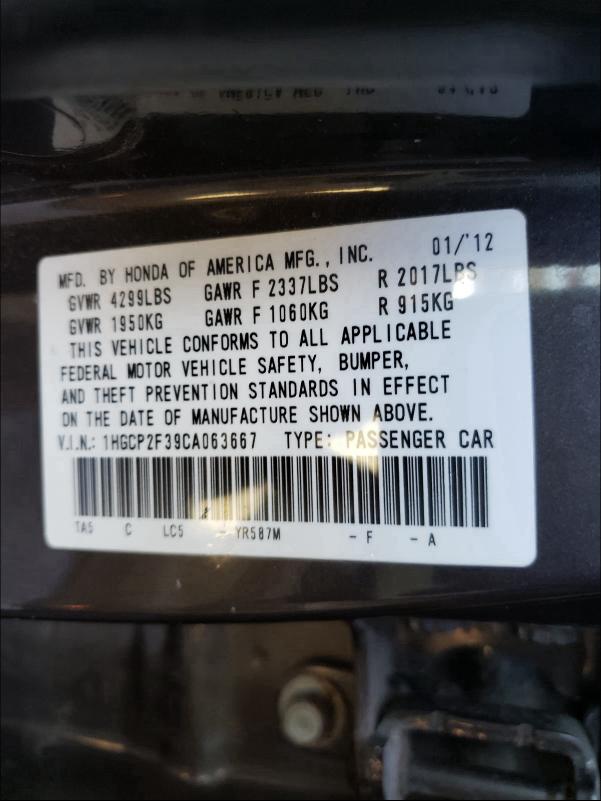 MFD. BY HONDA OF AMERICA MFG., INC. 01/'12
GVWR 4299LBS GAWR F 2337LBS R 2017LBS
GVWR 1950KG GAWR F 1060KG R 915KG
THIS VEHICLE CONFORMS TO ALL APPLICABLE
FEDERAL MOTOR VEHICLE SAFETY, BUMPER,
AND THEFT PREVENTION STANDARDS IN EFFECT
ON THE DATE OF MANUFACTURE SHOWN ABOVE.
V.I.N.: 1HGCP2F39CA063667 TYPE: PASSENGER CAR
TA5 C LC5 - YR587M - F - A